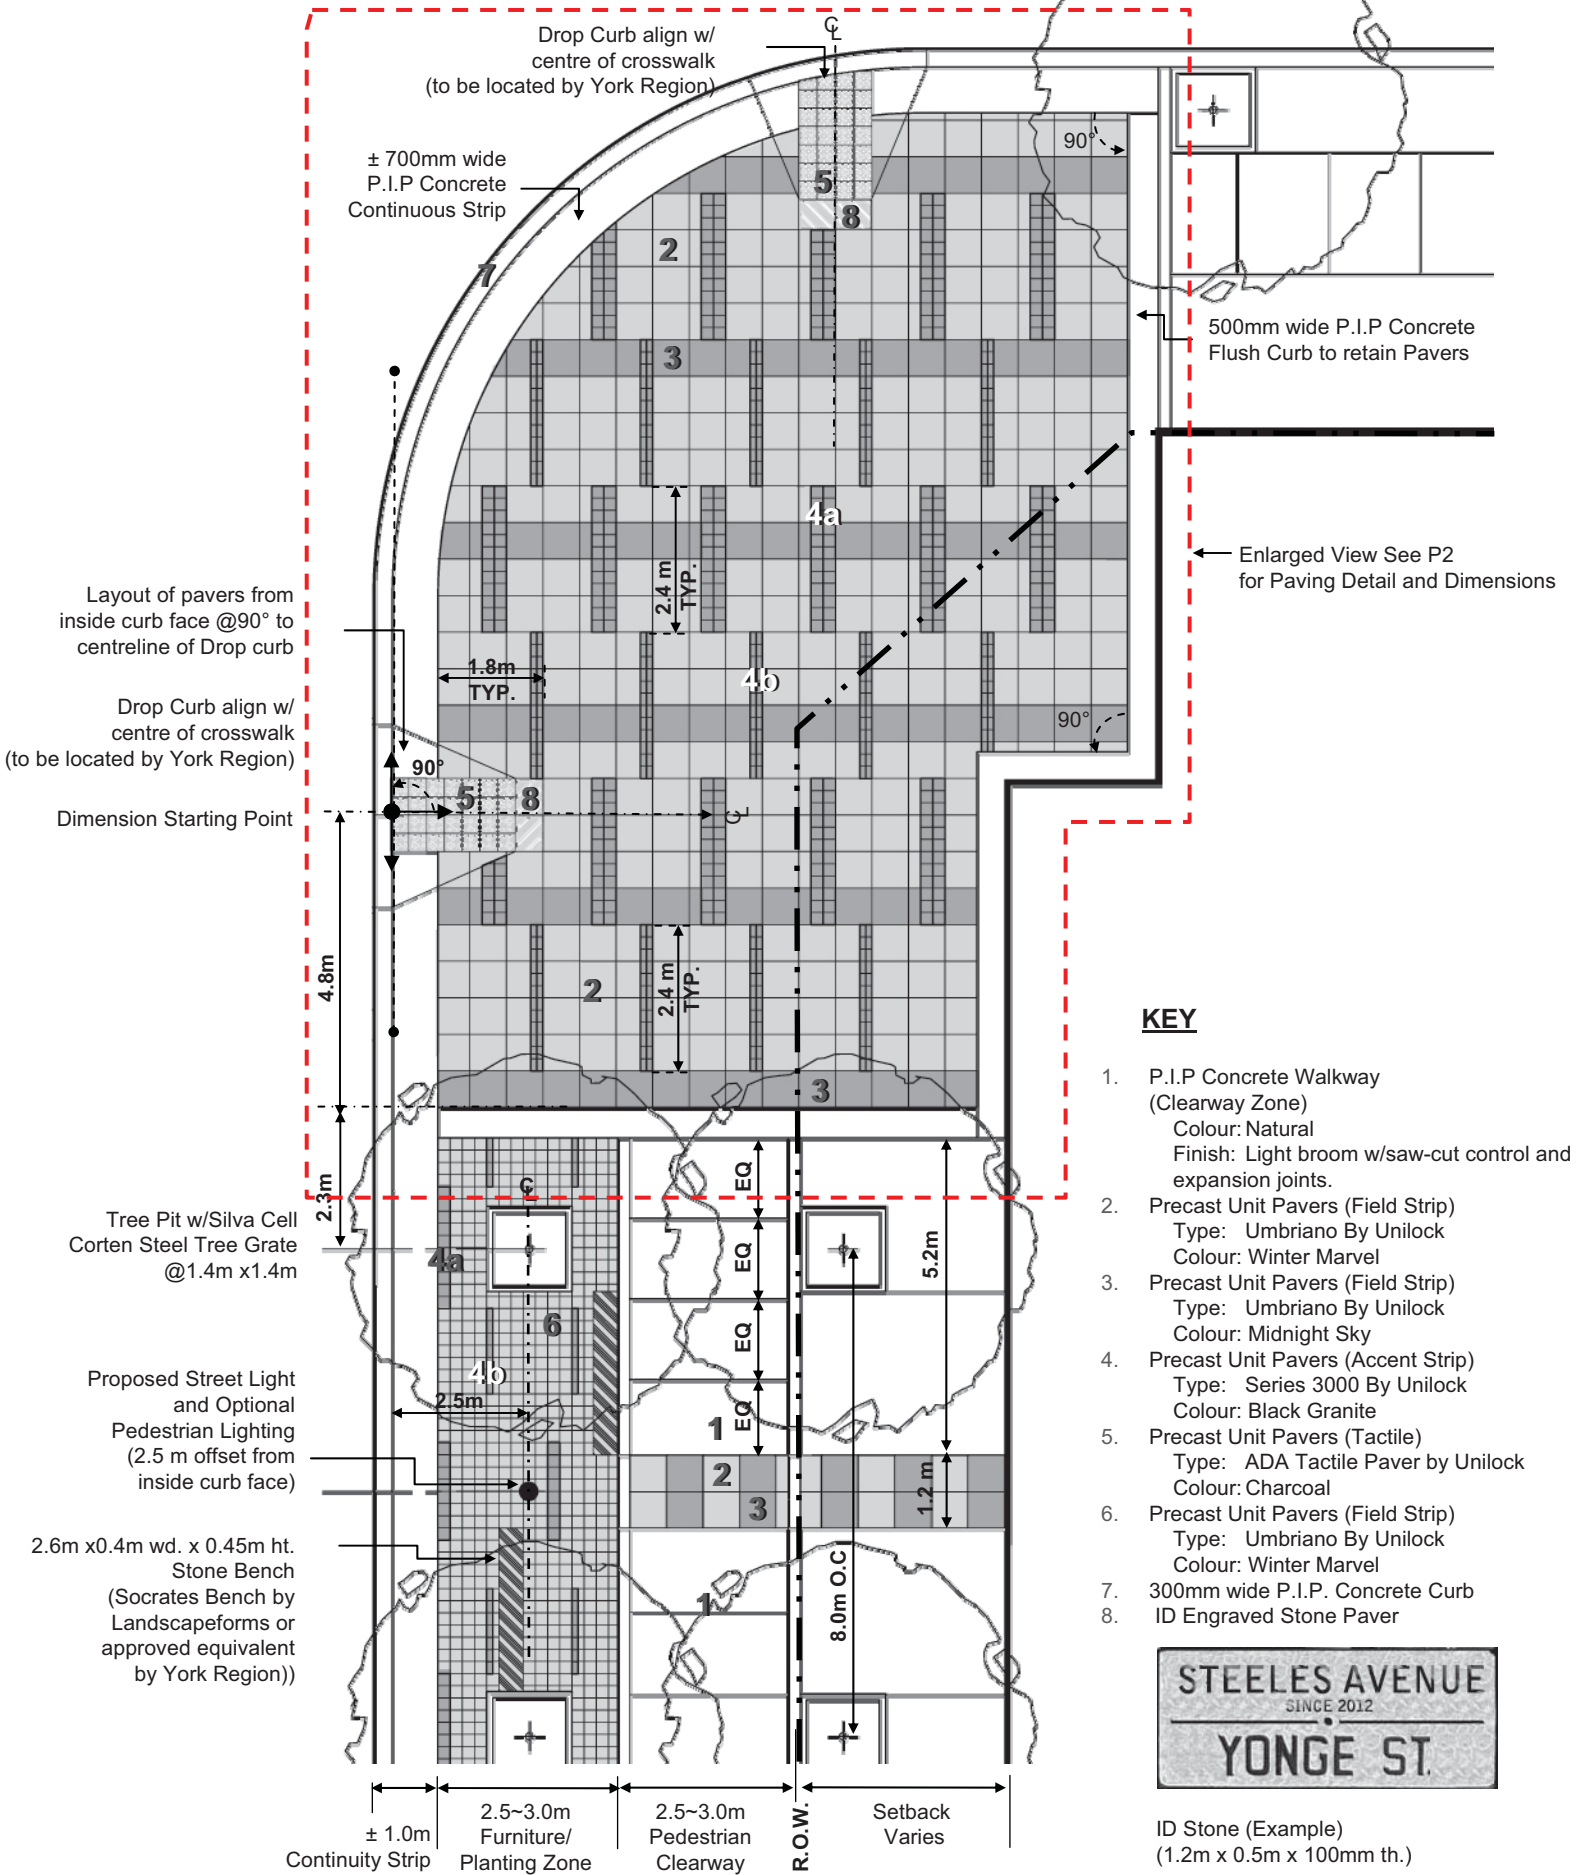 Drop Curb align w/
centre of crosswalk
(to be located by York Region)
℄
± 700mm wide
P.I.P Concrete
Continuous Strip
90°
5
8
2
7
3
500mm wide P.I.P Concrete
Flush Curb to retain Pavers
4a
2.4 m
TYP.
Enlarged View See P2
for Paving Detail and Dimensions
Layout of pavers from
inside curb face @90° to
centreline of Drop curb
1.8m
TYP.
4b
90°
Drop Curb align w/
centre of crosswalk
(to be located by York Region)
90°
5
8
℄
Dimension Starting Point
4.8m
2
2.4 m
TYP.
3
2.3m
℄
EQ
EQ
EQ
EQ
5.2m
Tree Pit w/Silva Cell
Corten Steel Tree Grate
@1.4m x1.4m
4a
6
4b
2.5m
1
Proposed Street Light
and Optional
Pedestrian Lighting
(2.5 m offset from
inside curb face)
2
3
1.2 m
2.6m x0.4m wd. x 0.45m ht.
Stone Bench
(Socrates Bench by
Landscapeforms or
approved equivalent
by York Region))
1
8.0m O.C
± 1.0m
Continuity Strip
2.5~3.0m
Furniture/
Planting Zone
2.5~3.0m
Pedestrian
Clearway
R.O.W.
Setback
Varies
KEY
1. P.I.P Concrete Walkway
(Clearway Zone)
Colour: Natural
Finish: Light broom w/saw-cut control and
expansion joints.
2. Precast Unit Pavers (Field Strip)
Type: Umbriano By Unilock
Colour: Winter Marvel
3. Precast Unit Pavers (Field Strip)
Type: Umbriano By Unilock
Colour: Midnight Sky
4. Precast Unit Pavers (Accent Strip)
Type: Series 3000 By Unilock
Colour: Black Granite
5. Precast Unit Pavers (Tactile)
Type: ADA Tactile Paver by Unilock
Colour: Charcoal
6. Precast Unit Pavers (Field Strip)
Type: Umbriano By Unilock
Colour: Winter Marvel
7. 300mm wide P.I.P. Concrete Curb
8. ID Engraved Stone Paver
STEELES AVENUE
SINCE 2012
YONGE ST.
ID Stone (Example)
(1.2m x 0.5m x 100mm th.)